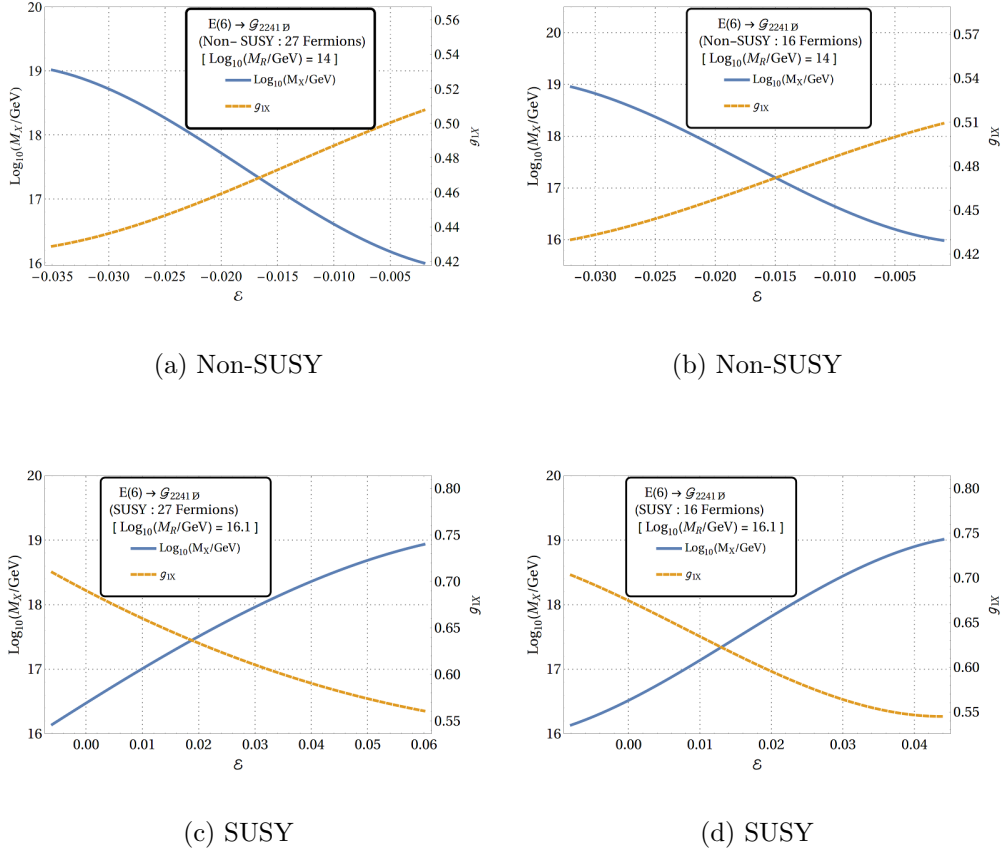 E(6) → 𝒢2241D̸
(Non– SUSY : 27 Fermions)
[ Log10(MR/GeV) = 14 ]
Log10(MX/GeV)
g1X
Log10(MX/GeV)
19
18
17
16
0.56
0.54
0.52
0.50
0.48
0.46
0.44
0.42
g1X
−0.035 −0.030 −0.025 −0.020 −0.015 −0.010 −0.005
ℰ
(a) Non-SUSY
E(6) → 𝒢2241D̸
(Non–SUSY : 16 Fermions)
[ Log10(MR/GeV) = 14 ]
Log10(MX/GeV)
g1X
Log10(MX/GeV)
20
19
18
17
16
0.57
0.54
0.51
0.48
0.45
0.42
g1X
−0.030 −0.025 −0.020 −0.015 −0.010 −0.005
ℰ
(b) Non-SUSY
E(6) → 𝒢2241D̸
(SUSY : 27 Fermions)
[ Log10(MR/GeV) = 16.1 ]
Log10(MX/GeV)
g1X
Log10(MX/GeV)
20
19
18
17
16
0.80
0.75
0.70
0.65
0.60
0.55
g1X
0.00 0.01 0.02 0.03 0.04 0.05 0.06
ℰ
(c) SUSY
E(6) → 𝒢2241D̸
(SUSY : 16 Fermions)
[ Log10(MR/GeV) = 16.1 ]
Log10(MX/GeV)
g1X
Log10(MX/GeV)
20
19
18
17
16
0.80
0.75
0.70
0.65
0.60
0.55
g1X
0.00 0.01 0.02 0.03 0.04
ℰ
(d) SUSY